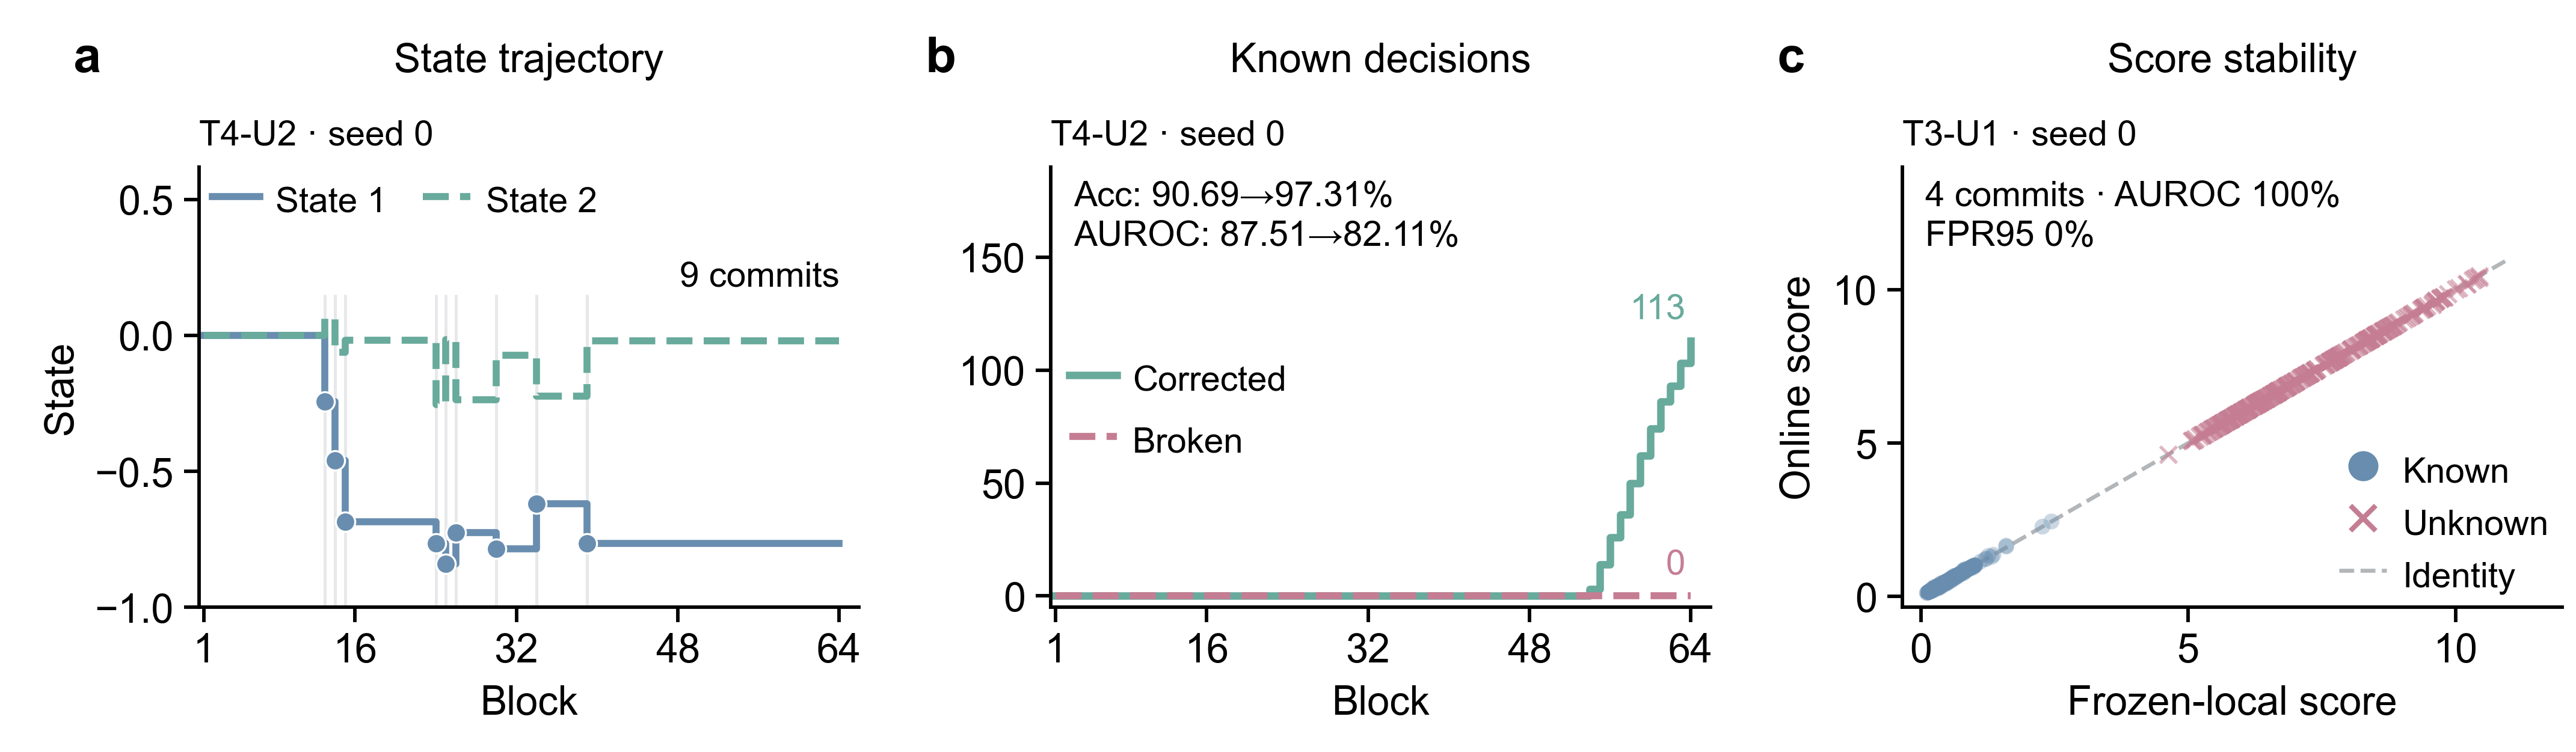 a
State trajectory
T4-U2 · seed 0
State 1
State 2
9 commits
0.5
0.0
−0.5
−1.0
State
1
16
32
48
64
Block
b
Known decisions
T4-U2 · seed 0
Acc: 90.69→97.31%
AUROC: 87.51→82.11%
150
100
50
0
113
Corrected
Broken
0
1
16
32
48
64
Block
c
Score stability
T3-U1 · seed 0
4 commits · AUROC 100%
FPR95 0%
10
5
0
Online score
Known
Unknown
Identity
0
5
10
Frozen-local score